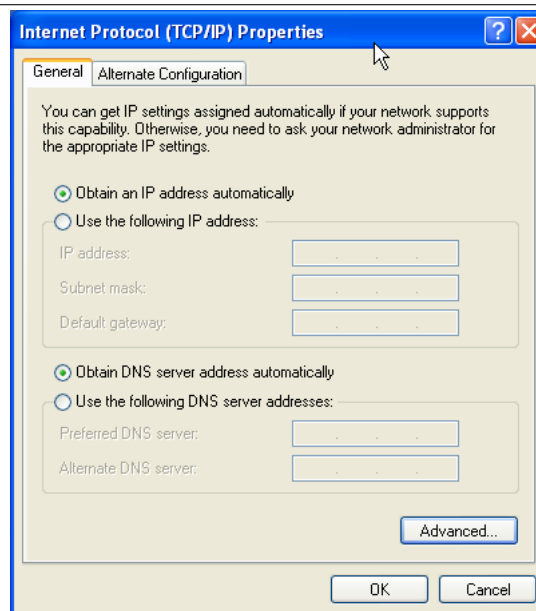 Internet Protocol (TCP/IP) Properties
?
General
Alternate Configuration
You can get IP settings assigned automatically if your network supports
this capability. Otherwise, you need to ask your network administrator for
the appropriate IP settings.
Obtain an IP address automatically
Use the following IP address:
IP address:
Subnet mask:
Default gateway:
Obtain DNS server address automatically
Use the following DNS server addresses:
Preferred DNS server:
Alternate DNS server:
Advanced...
OK
Cancel